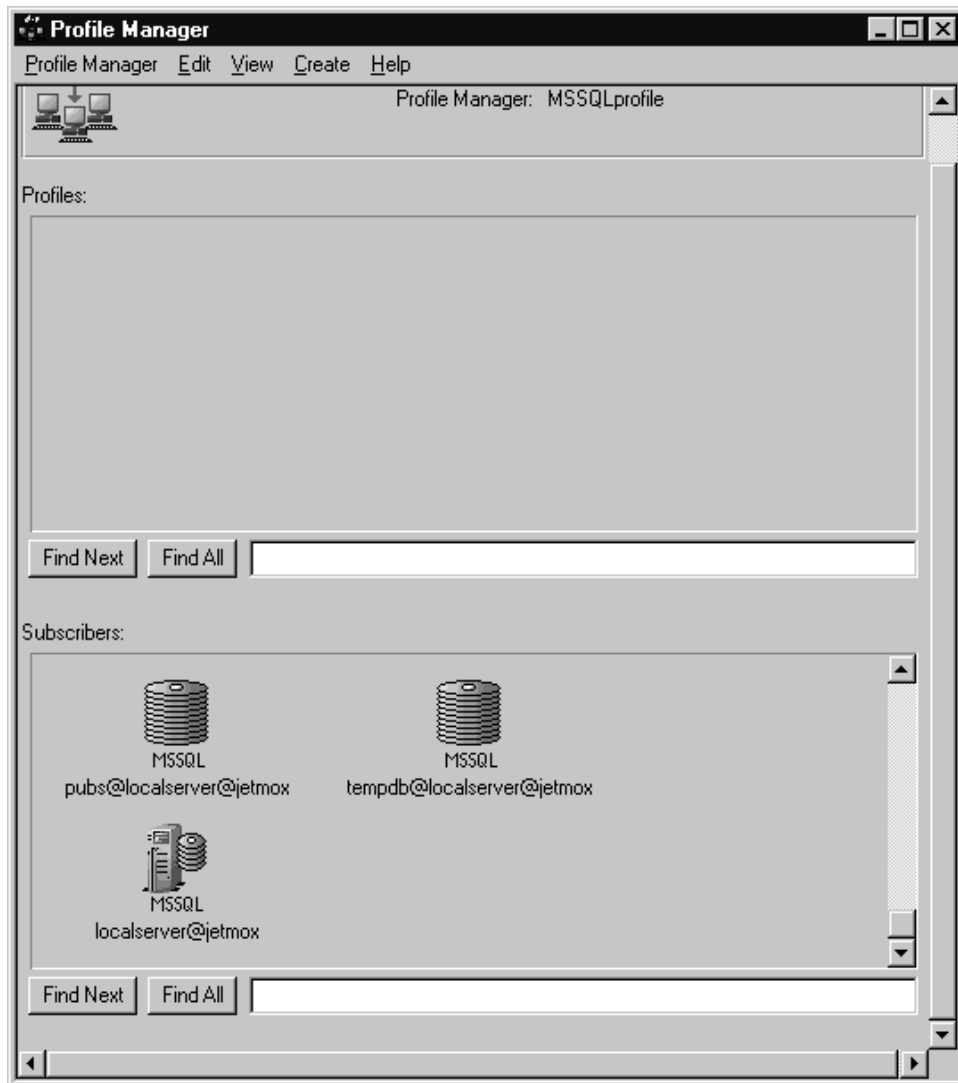 Profile Manager
Profile Manager Edit View Create Help
Profile Manager: MSSQLprofile
Profiles:
Find Next Find All
Subscribers:
MSSQL MSSQL
pubs@localserver@jetmox tempdb@localserver@jetmox
MSSQL
localserver@jetmox
Find Next Find All